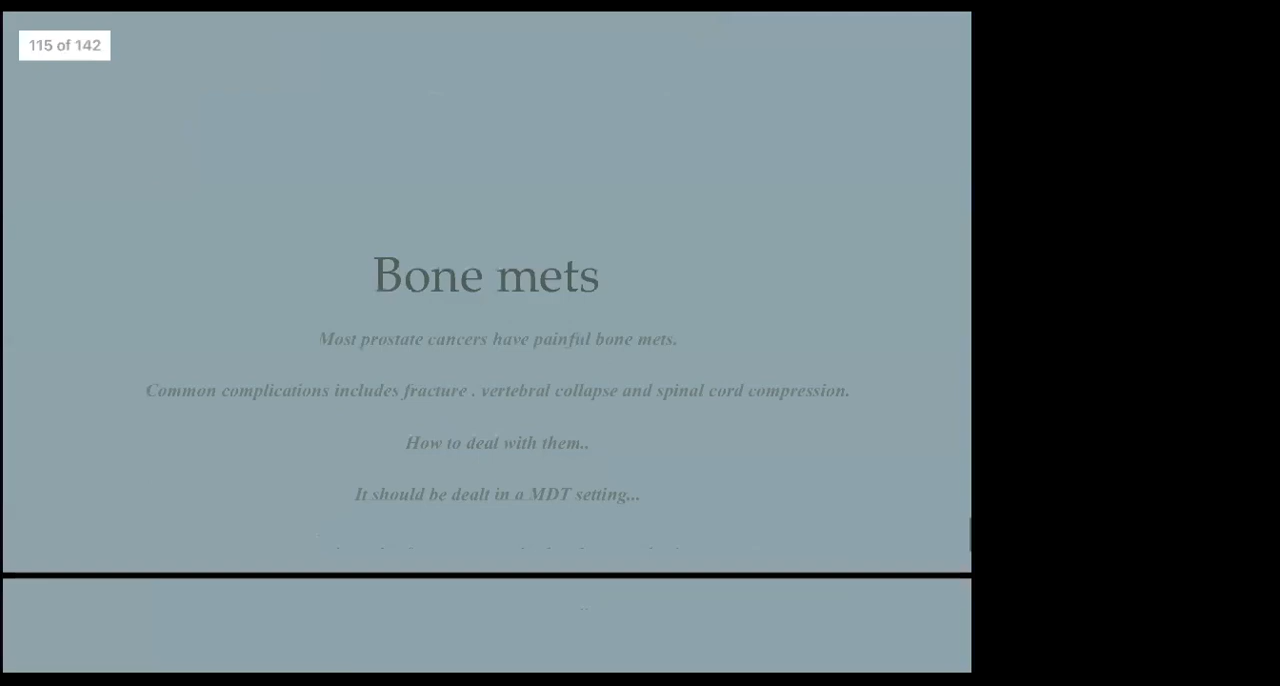 115 of 142
Bone mets
Most prostate cancers have painful bone mets.
Common complications includes fracture . vertebral collapse and spinal cord compression.
How to deal with them..
It should be dealt in a MDT setting...